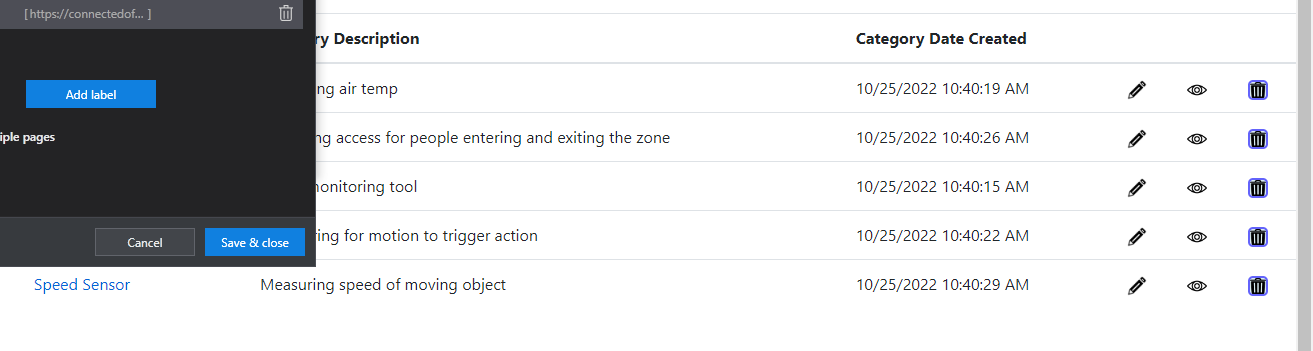 [ https://connectedof... ]
ry Description Category Date Created
Add label
ng air temp 10/25/2022 10:40:19 AM
iple pages
ng access for people entering and exiting the zone 10/25/2022 10:40:26 AM
onitoring tool 10/25/2022 10:40:15 AM
Cancel Save & close
ring for motion to trigger action 10/25/2022 10:40:22 AM
Speed Sensor Measuring speed of moving object 10/25/2022 10:40:29 AM